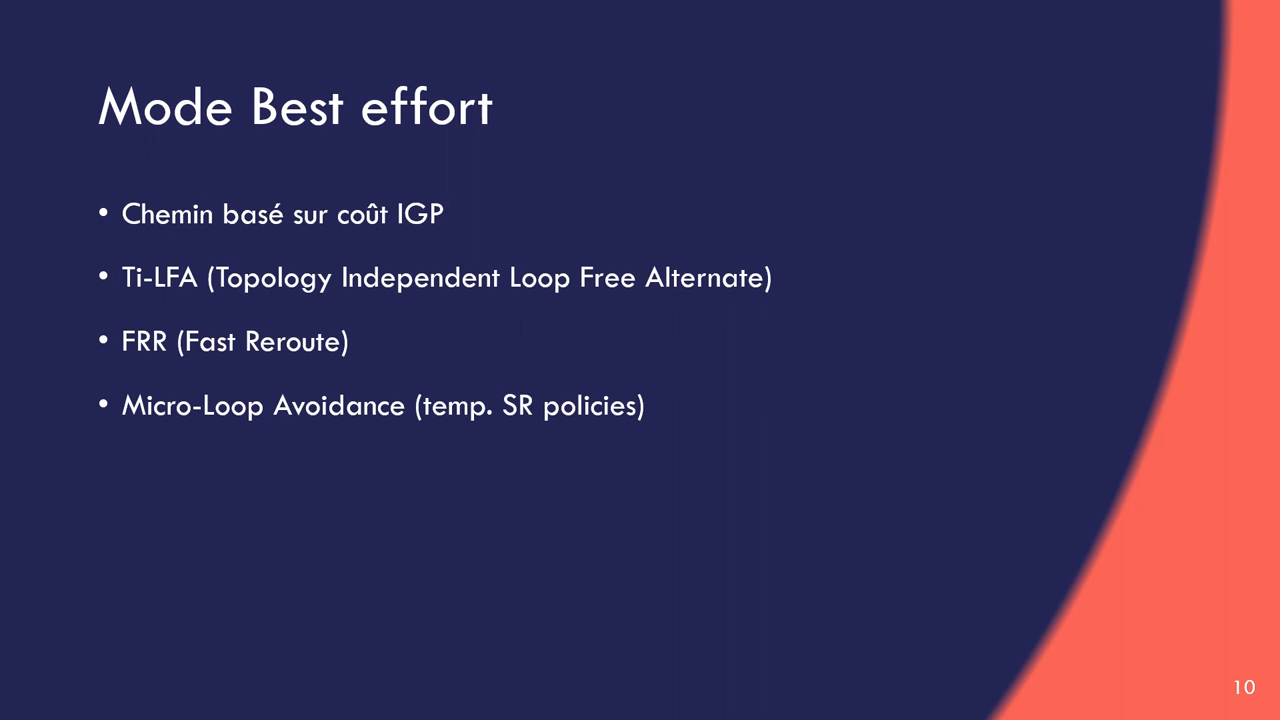 Mode Best effort
• Chemin basé sur coût IGP
• Ti-LFA (Topology Independent Loop Free Alternate)
• FRR (Fast Reroute)
• Micro-Loop Avoidance (temp. SR policies)
10